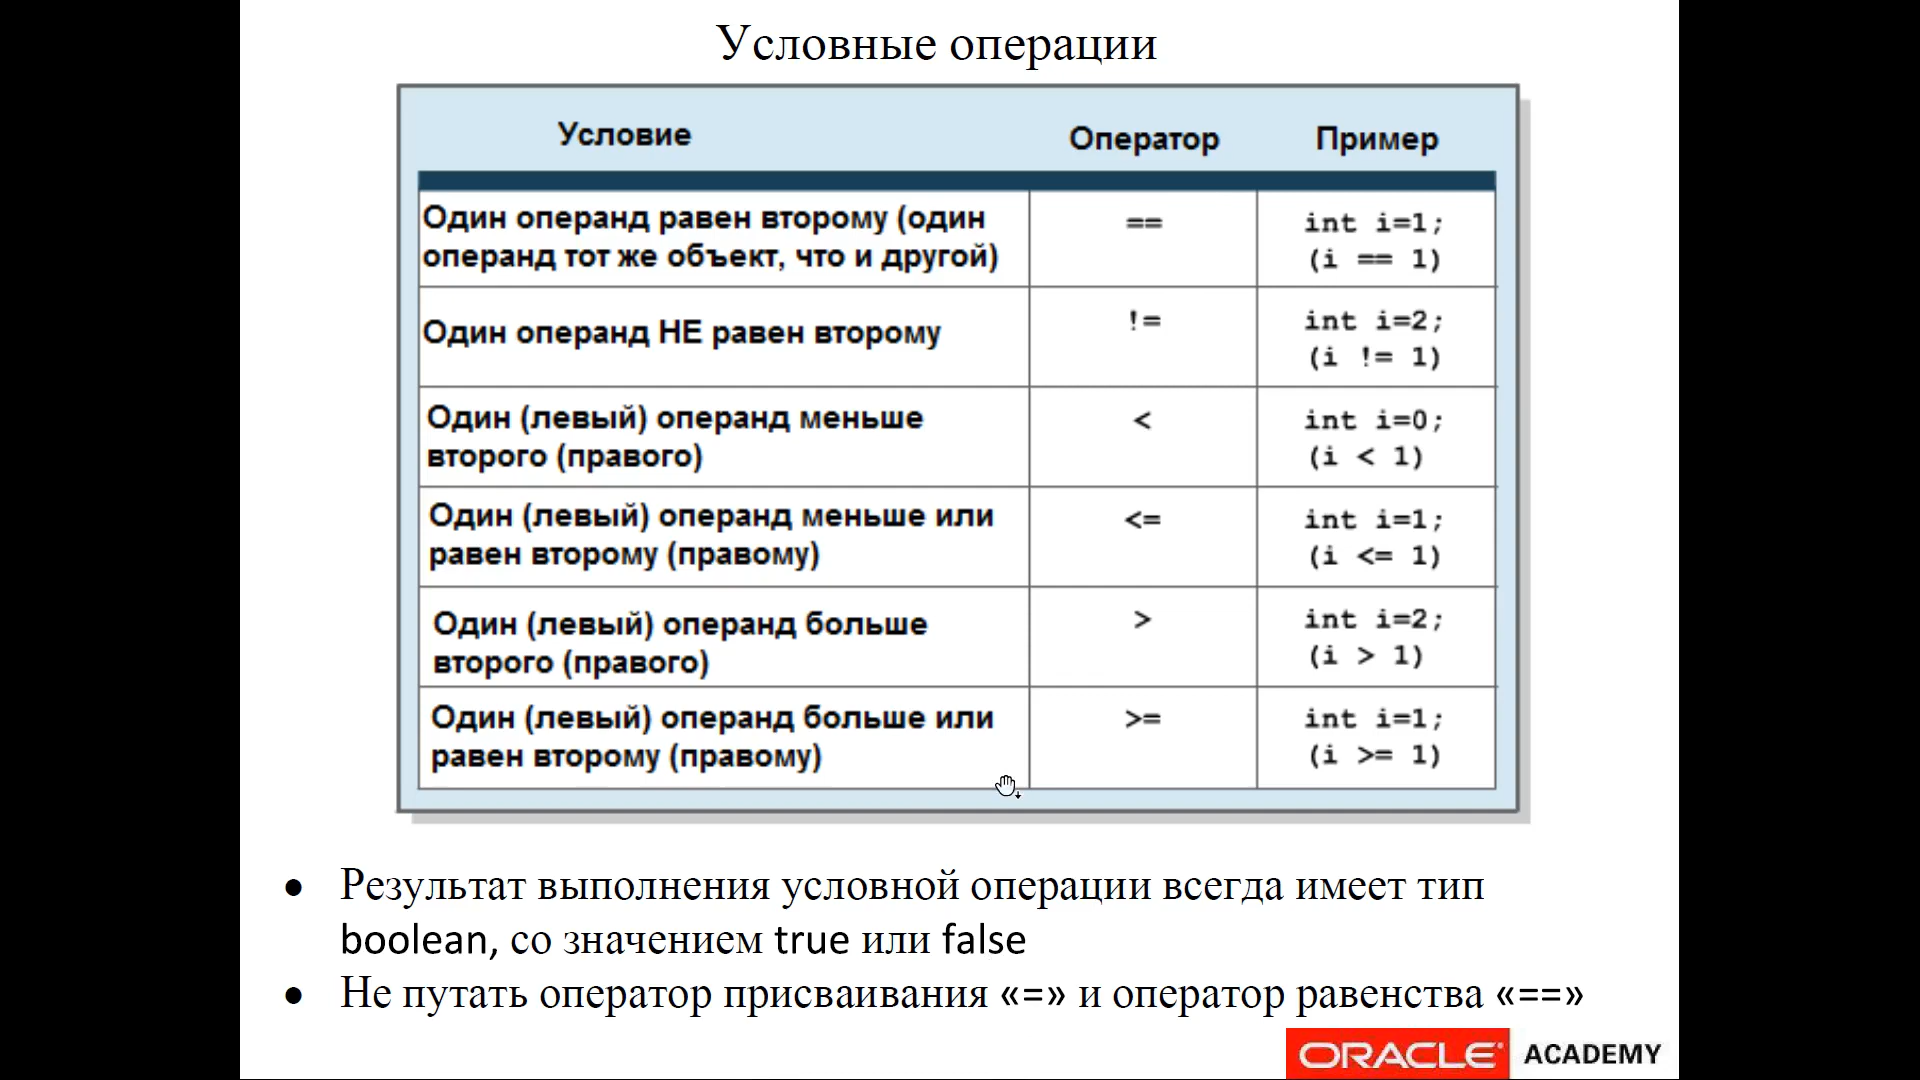 Условные операции
Условие Оператор Пример
Один операнд равен второму (один
операнд тот же объект, что и другой)
==
int i=1;
(i == 1)
Один операнд НЕ равен второму
!=
int i=2;
(i != 1)
Один (левый) операнд меньше
второго (правого)
<
int i=0;
(i < 1)
Один (левый) операнд меньше или
равен второму (правому)
<=
int i=1;
(i <= 1)
Один (левый) операнд больше
второго (правого)
>
int i=2;
(i > 1)
Один (левый) операнд больше или
равен второму (правому)
>=
int i=1;
(i >= 1)
● Результат выполнения условной операции всегда имеет тип
boolean, со значением true или false
● Не путать оператор присваивания «=» и оператор равенства «==»
ORACLE ACADEMY